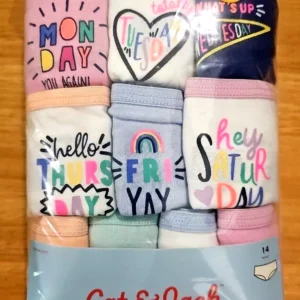 MON
DAY
YOU AGAIN!
TUESDAY
totally
WHAT'S UP
WEDNESDAY
hello
THURS
DAY
FRI
YAY
hey
SATUR
DAY
14
Cat & Jack